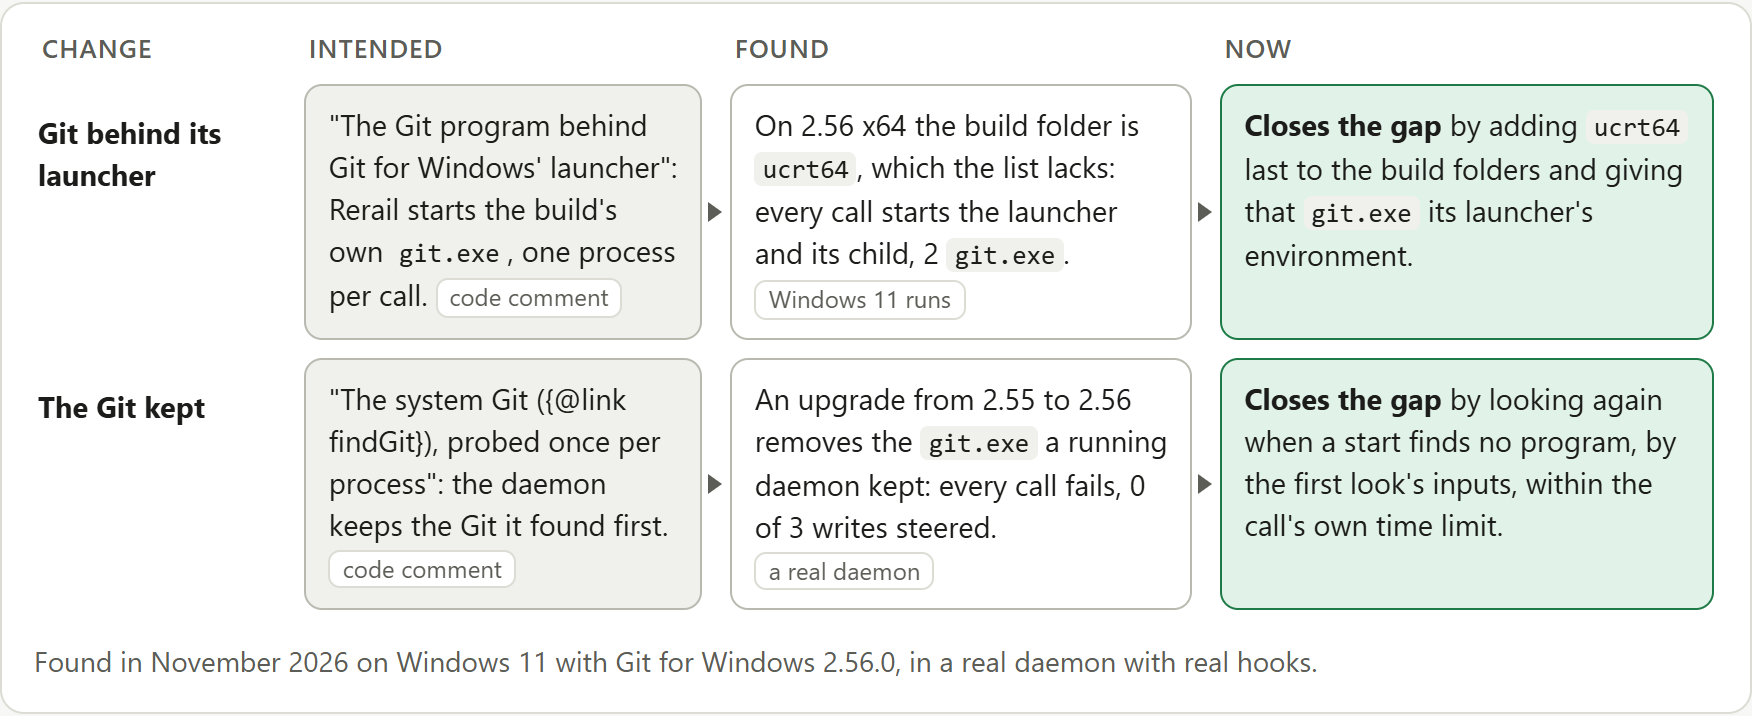 CHANGE
INTENDED
FOUND
NOW
Git behind its
launcher
"The Git program behind
Git for Windows' launcher":
Rerail starts the build's
own git.exe, one process
per call. code comment
On 2.56 x64 the build folder is
ucrt64, which the list lacks:
every call starts the launcher
and its child, 2 git.exe.
Windows 11 runs
Closes the gap by adding ucrt64
last to the build folders and giving
that git.exe its launcher's
environment.
The Git kept
"The system Git ({@link
findGit}), probed once per
process": the daemon
keeps the Git it found first.
code comment
An upgrade from 2.55 to 2.56
removes the git.exe a running
daemon kept: every call fails, 0
of 3 writes steered.
a real daemon
Closes the gap by looking again
when a start finds no program, by
the first look's inputs, within the
call's own time limit.
Found in November 2026 on Windows 11 with Git for Windows 2.56.0, in a real daemon with real hooks.